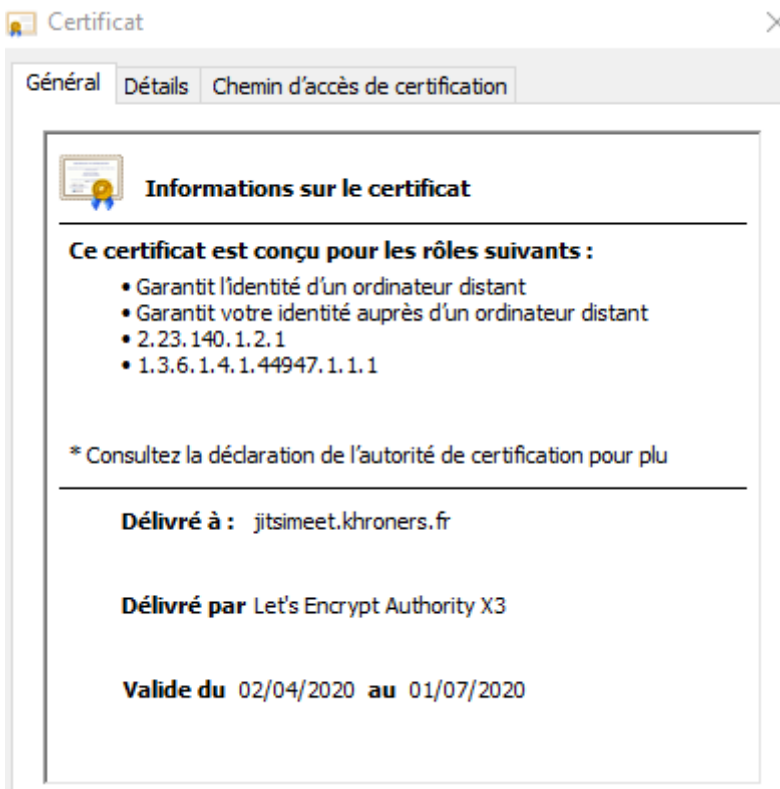 Certificat
Général Détails Chemin d'accès de certification
Informations sur le certificat
Ce certificat est conçu pour les rôles suivants :
• Garantit l'identité d'un ordinateur distant
• Garantit votre identité auprès d'un ordinateur distant
• 2.23.140.1.2.1
• 1.3.6.1.4.1.44947.1.1.1
* Consultez la déclaration de l'autorité de certification pour plu
Délivré à : jitsimeet.khroners.fr
Délivré par Let's Encrypt Authority X3
Valide du 02/04/2020 au 01/07/2020